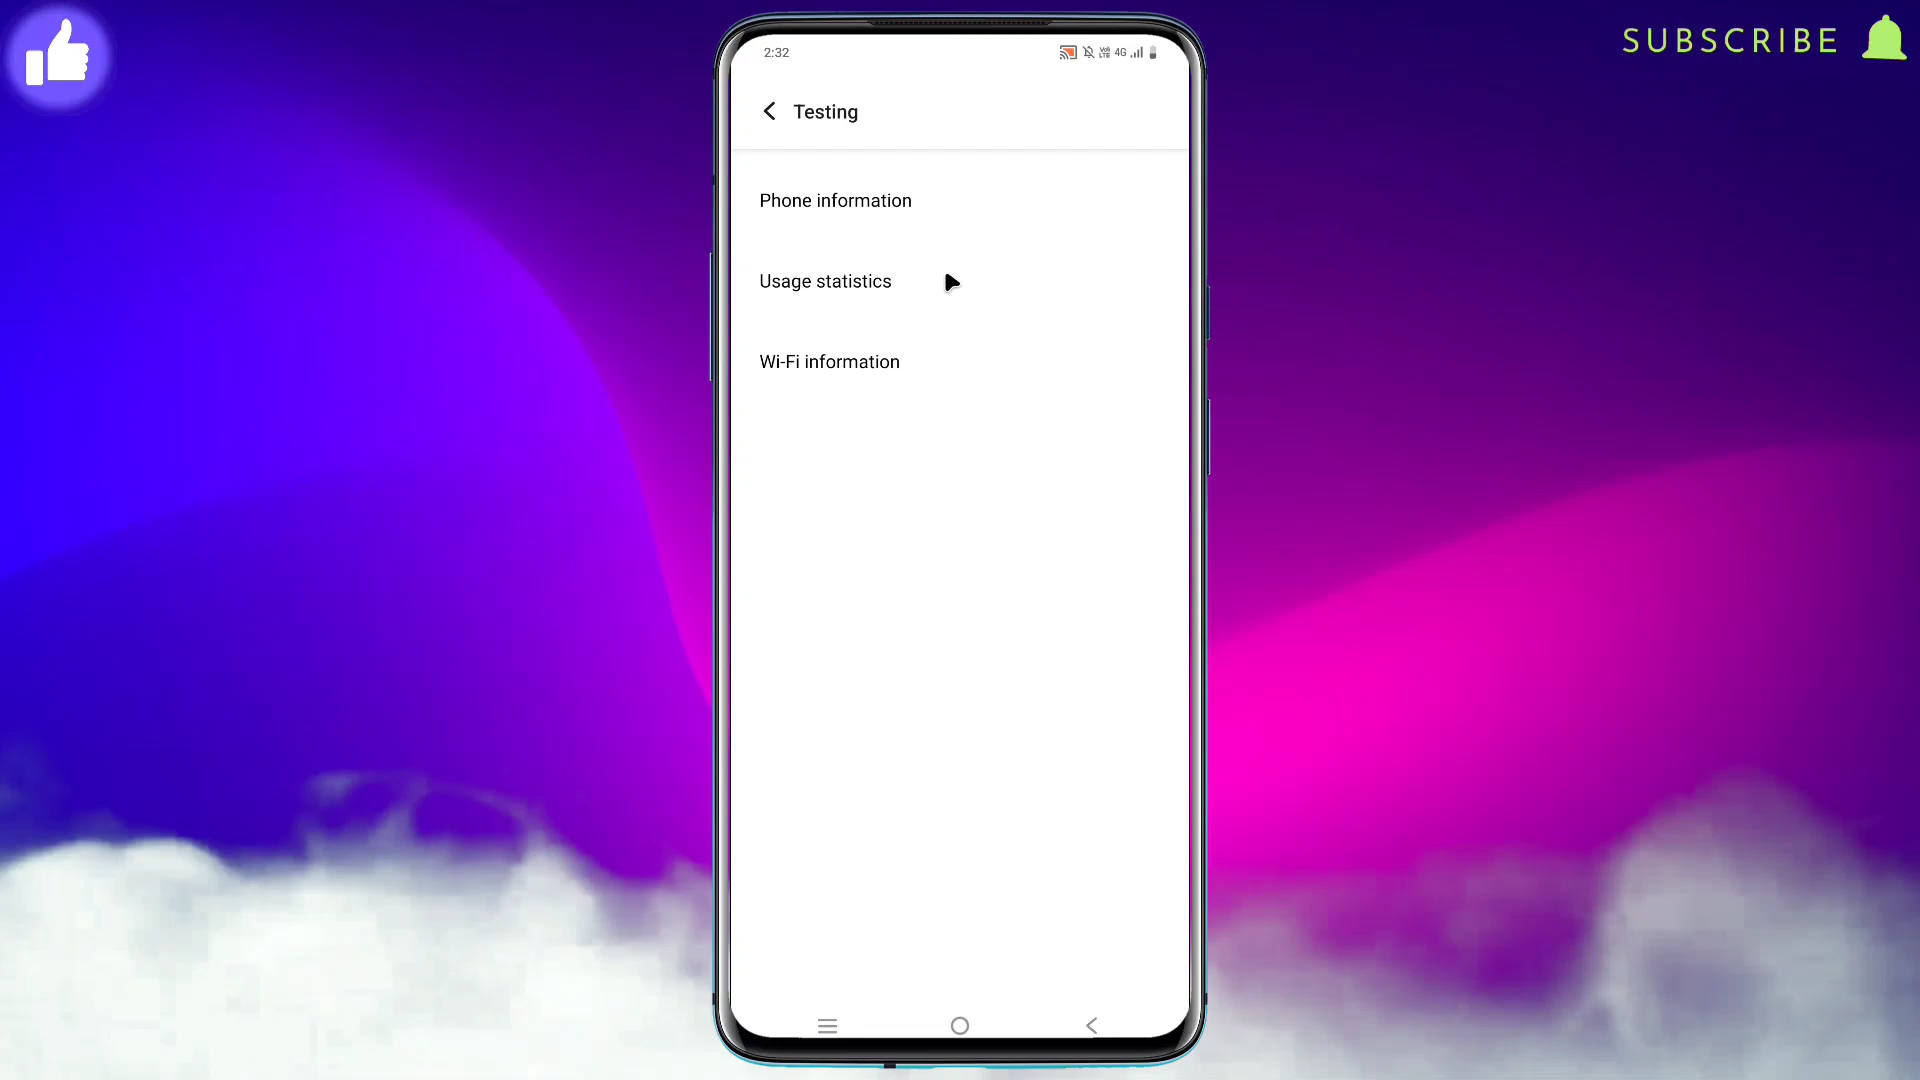 SUBSCRIBE
2:32
4G
Testing
Phone information
Usage statistics
Wi-Fi information